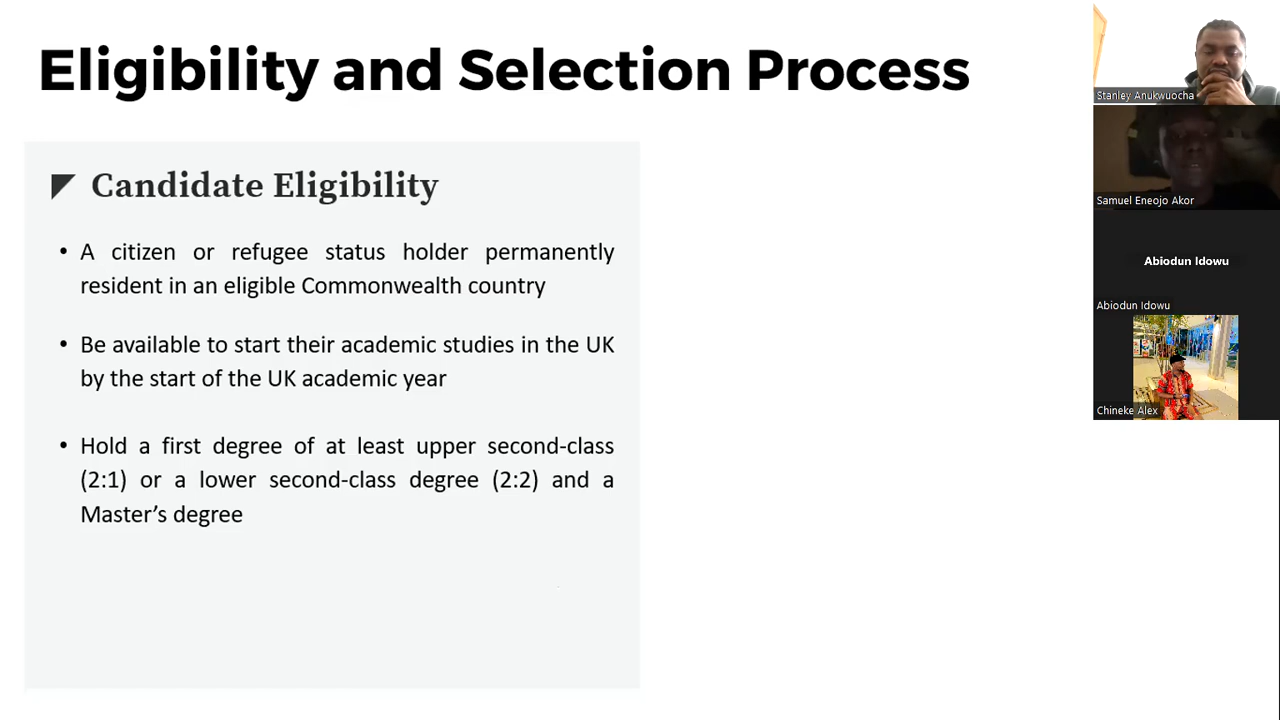 Eligibility and Selection Process
Candidate Eligibility
• A citizen or refugee status holder permanently
resident in an eligible Commonwealth country
• Be available to start their academic studies in the UK
by the start of the UK academic year
• Hold a first degree of at least upper second-class
(2:1) or a lower second-class degree (2:2) and a
Master’s degree
Stanley Anukwuocha
Samuel Eneojo Akor
Abiodun Idowu
Abiodun Idowu
Chineke Alex